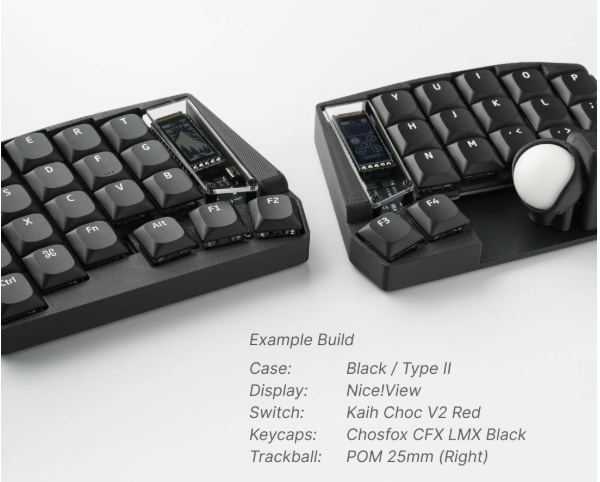 E R T
S D F G
X C V B
Ctrl ⌘ Fn Alt F1 F2
Y U I O P
H J K L ;
N M ,< .>
F3 F4
Example Build
Case: Black / Type II
Display: Nice!View
Switch: Kaih Choc V2 Red
Keycaps: Chosfox CFX LMX Black
Trackball: POM 25mm (Right)